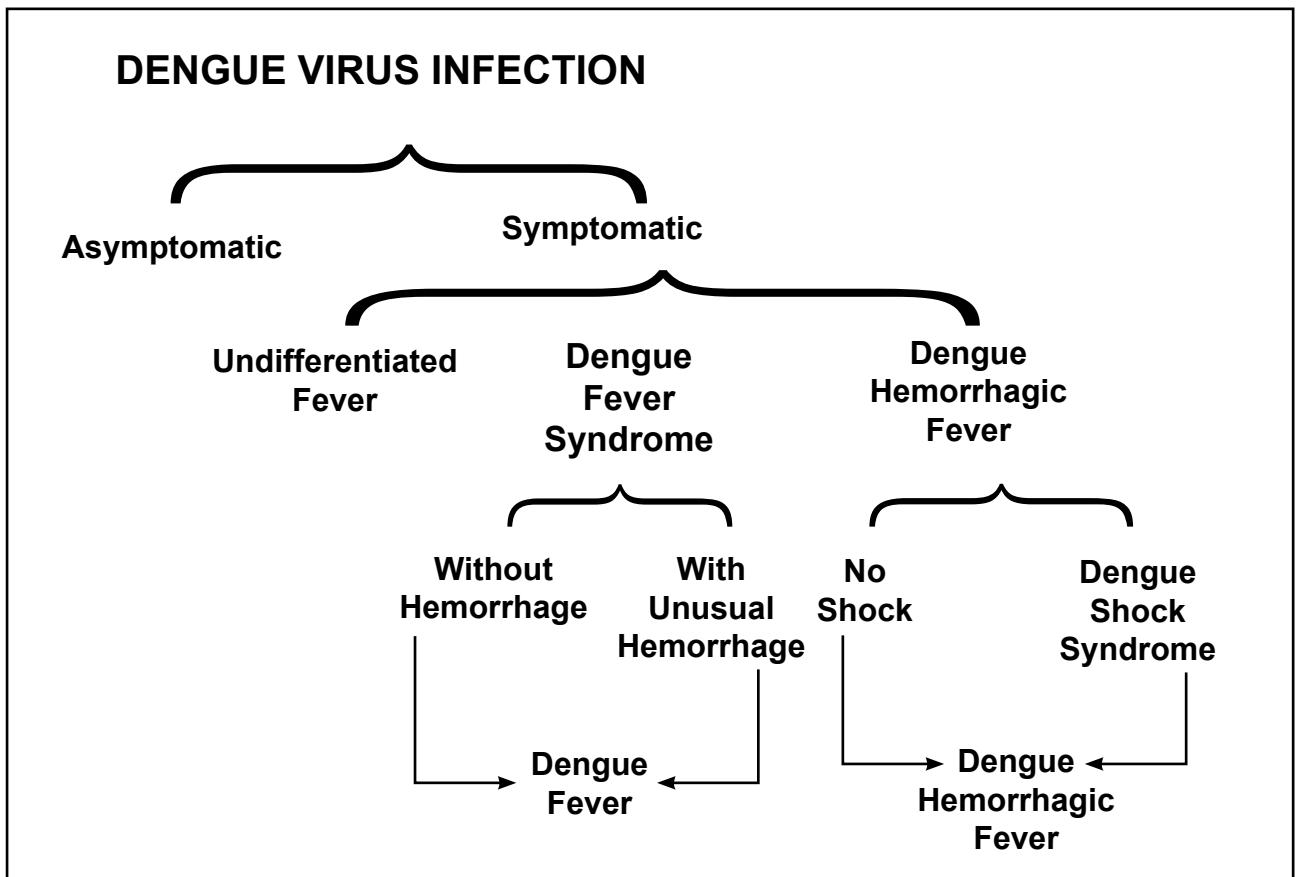 DENGUE VIRUS INFECTION
Asymptomatic
Symptomatic
Undifferentiated
Fever
Dengue
Fever
Syndrome
Dengue
Hemorrhagic
Fever
Without
Hemorrhage
With
Unusual
Hemorrhage
No
Shock
Dengue
Shock
Syndrome
Dengue
Fever
Dengue
Hemorrhagic
Fever